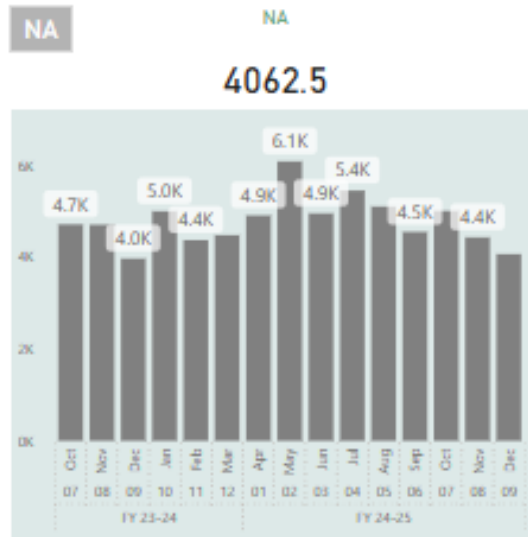 NA
NA
4062.5
6.1K
6K
5.4K
5.0K
4.9K
4.9K
4.7K
4.5K
4.4K
4.4K
4.0K
4K
2K
0K
Oct Nov Dec Jan Feb Mar Apr May Jun Jul Aug Sep Oct Nov Dec
07 08 09 10 11 12 01 02 03 04 05 06 07 08 09
FY 23-24 FY 24-25